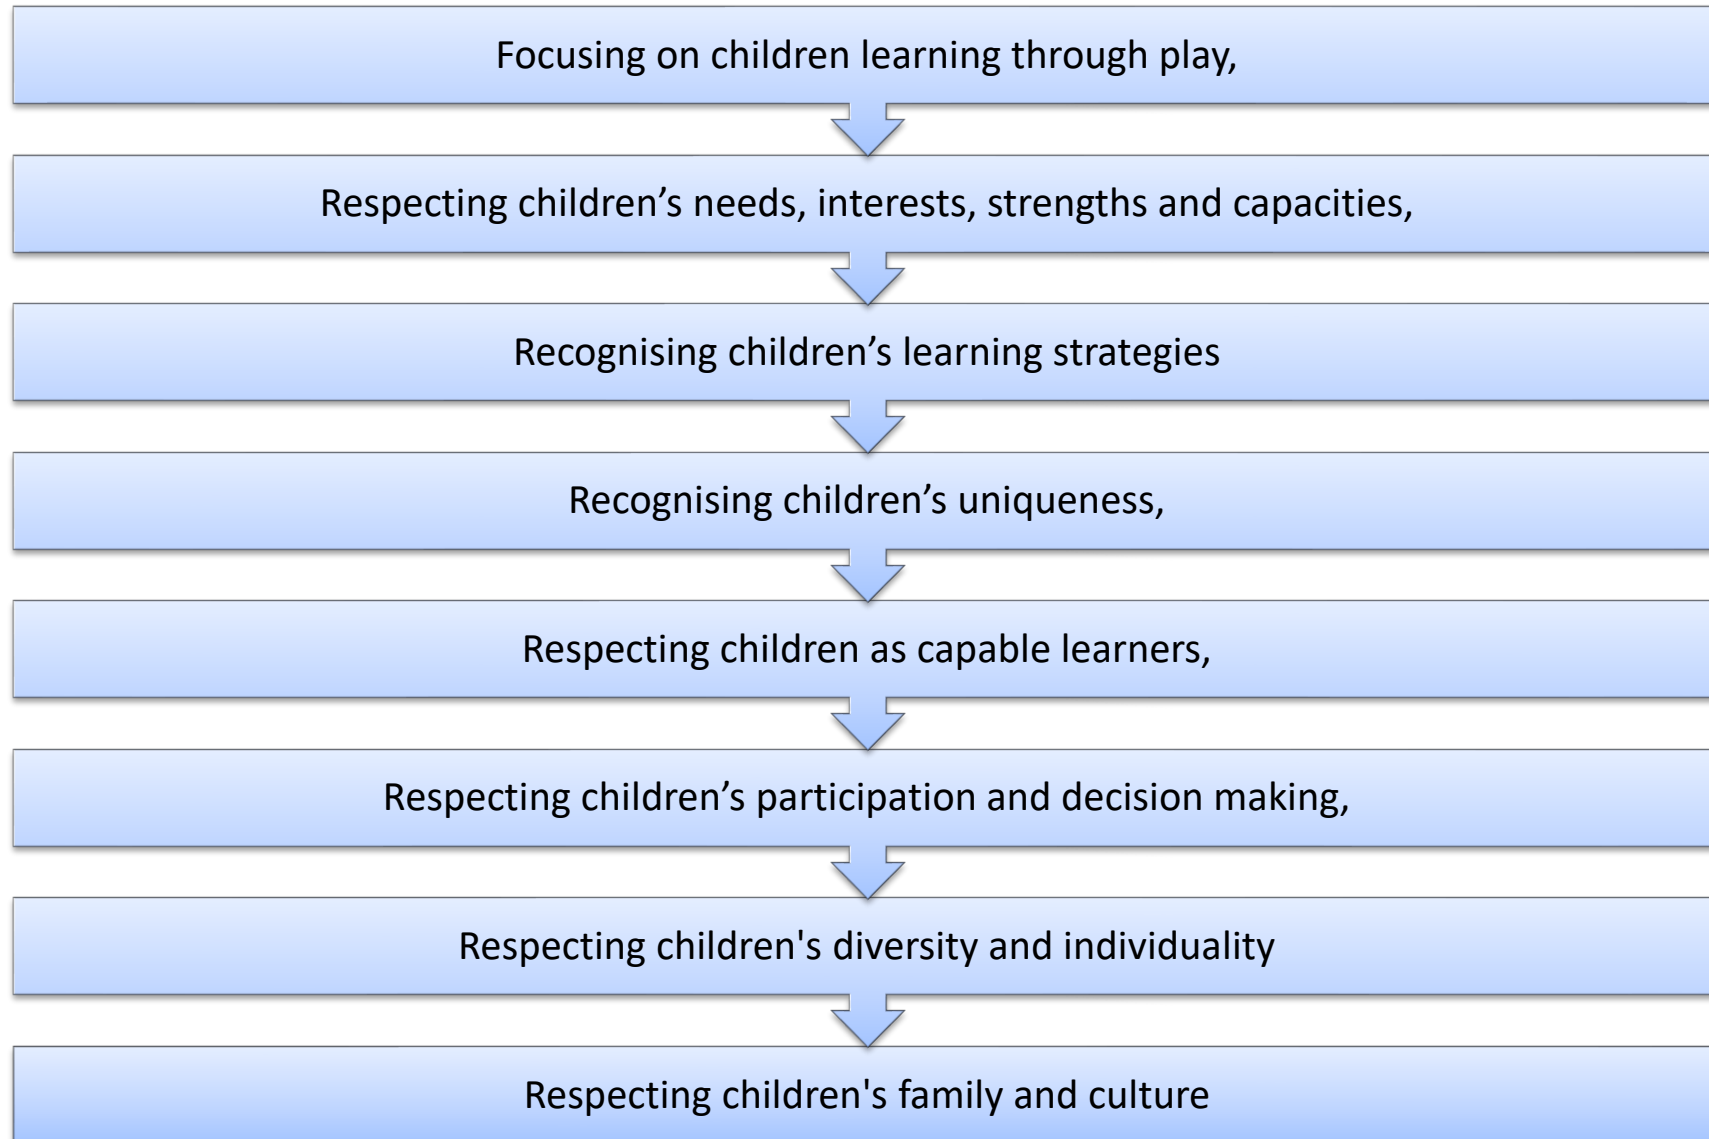 Focusing on children learning through play,
Respecting children’s needs, interests, strengths and capacities,
Recognising children’s learning strategies
Recognising children’s uniqueness,
Respecting children as capable learners,
Respecting children’s participation and decision making,
Respecting children's diversity and individuality
Respecting children's family and culture